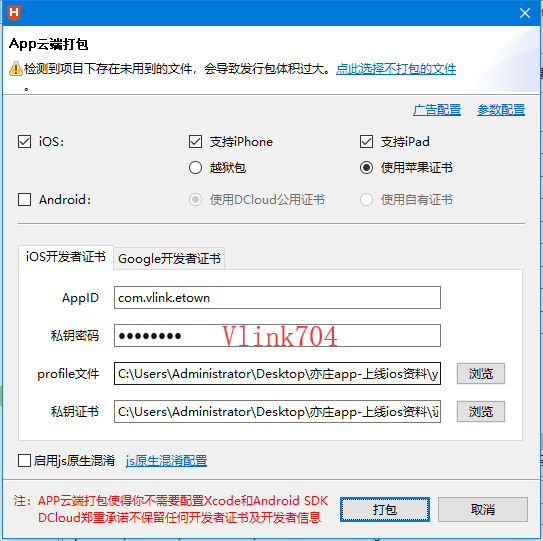 H
App云端打包
检测到项目下存在未用到的文件，会导致发行包体积过大。点此选择不打包的文件
。
广告配置 参数配置
iOS: 支持iPhone 支持iPad
越狱包 使用苹果证书
Android: 使用DCloud公用证书 使用自有证书
iOS开发者证书 Google开发者证书
AppID com.vlink.etown
私钥密码 ●●●●●●●● Vlink704
profile文件 C:\Users\Administrator\Desktop\亦庄app-上线ios资料\y 浏览
私钥证书 C:\Users\Administrator\Desktop\亦庄app-上线ios资料\ 浏览
启用js原生混淆 js原生混淆配置
注: APP云端打包使得你不需要配置Xcode和Android SDK
DCloud郑重承诺不保留任何开发者证书及开发者信息
打包 取消